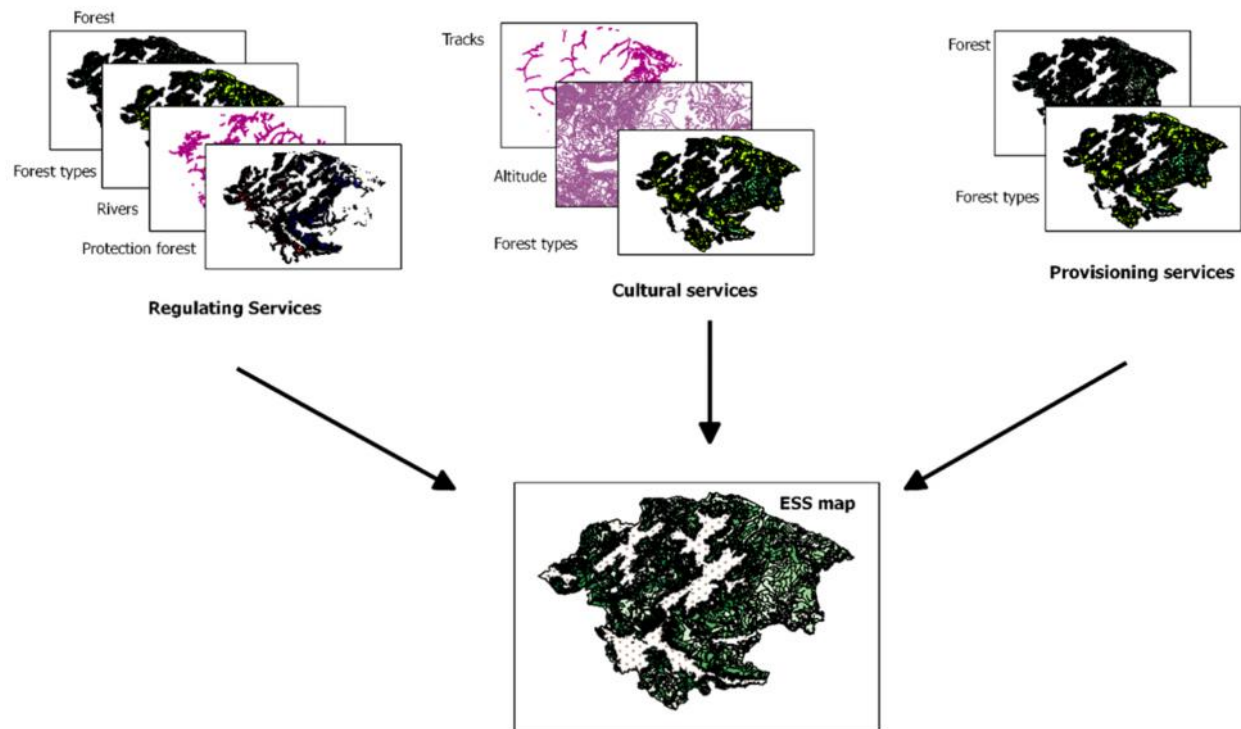 Forest
Forest types
Rivers
Protection forest
Regulating Services
Tracks
Altitude
Forest types
Cultural services
Forest
Forest types
Provisioning services
ESS map